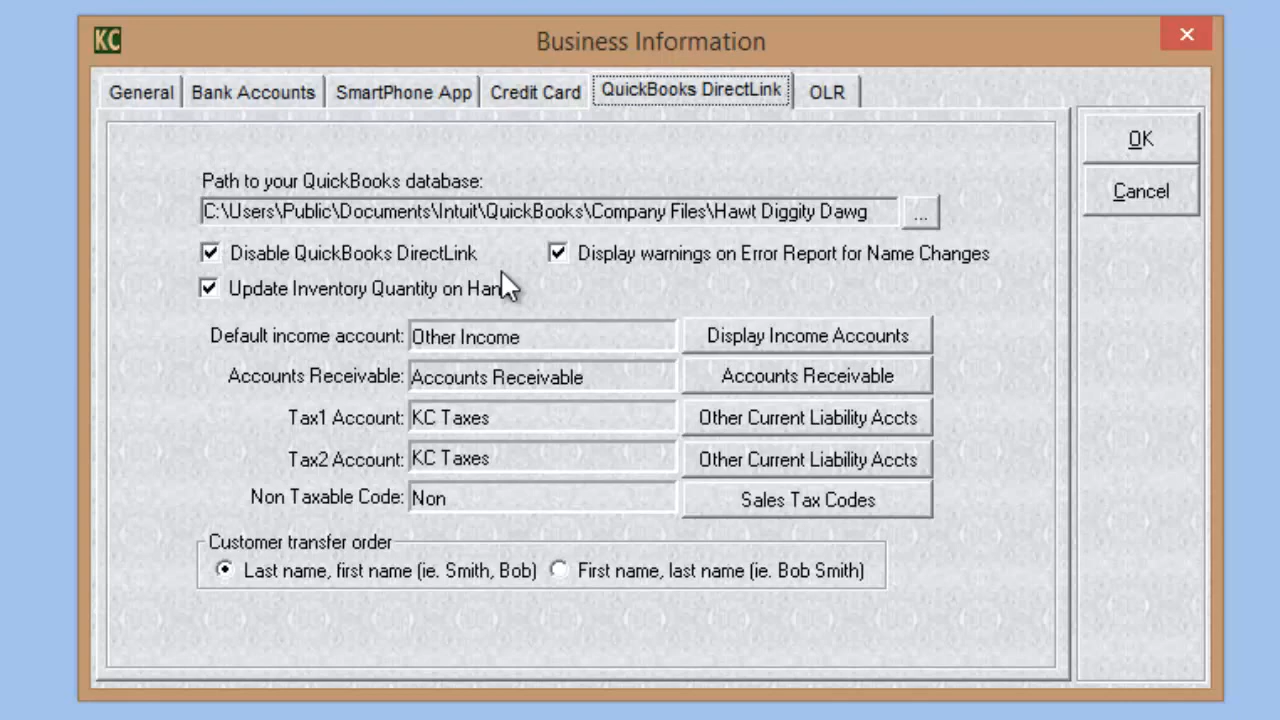 KC
Business Information
General Bank Accounts SmartPhone App Credit Card QuickBooks DirectLink OLR
OK
Cancel
Path to your QuickBooks database:
C:\Users\Public\Documents\Intuit\QuickBooks\Company Files\Hawt Diggity Dawg ...
Disable QuickBooks DirectLink Display warnings on Error Report for Name Changes
Update Inventory Quantity on Han
Default income account: Other Income Display Income Accounts
Accounts Receivable: Accounts Receivable Accounts Receivable
Tax1 Account: KC Taxes Other Current Liability Accts
Tax2 Account: KC Taxes Other Current Liability Accts
Non Taxable Code: Non Sales Tax Codes
Customer transfer order
Last name, first name (ie. Smith, Bob) First name, last name (ie. Bob Smith)